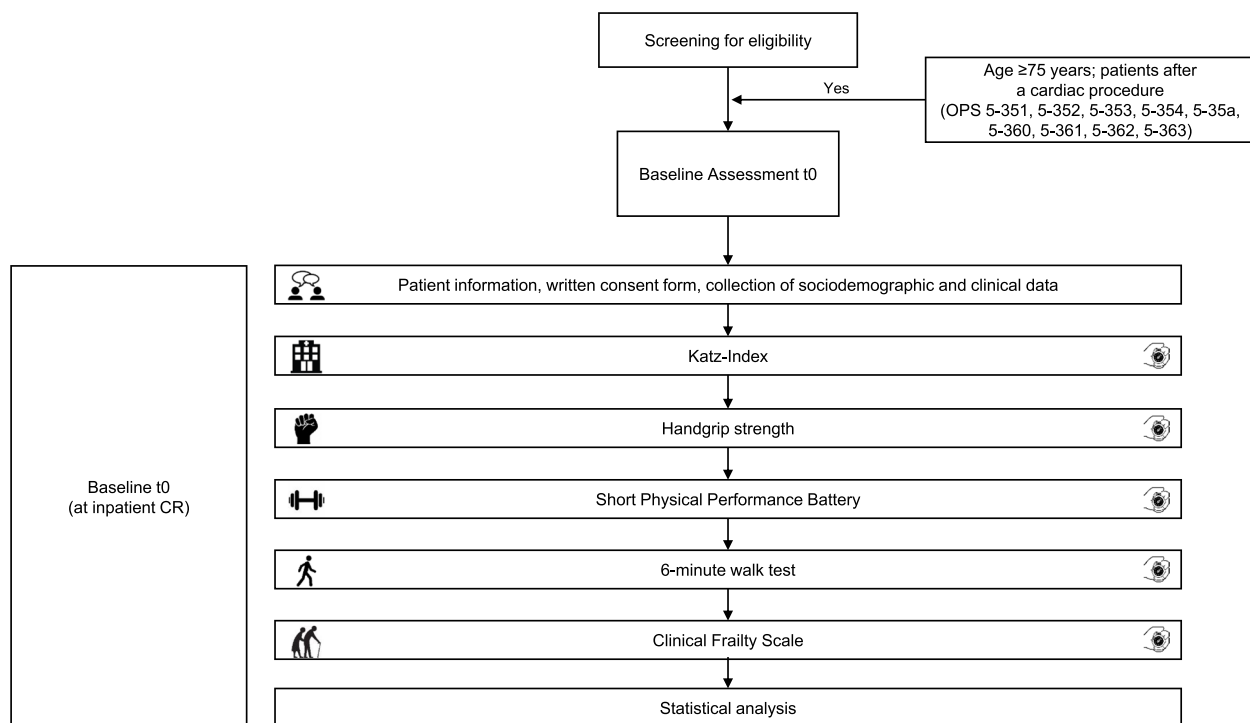 Screening for eligibility
Yes
Age ≥75 years; patients after
a cardiac procedure
(OPS 5-351, 5-352, 5-353, 5-354, 5-35a,
5-360, 5-361, 5-362, 5-363)
Baseline Assessment t0
Baseline t0
(at inpatient CR)
Patient information, written consent form, collection of sociodemographic and clinical data
Katz-Index
Handgrip strength
Short Physical Performance Battery
6-minute walk test
Clinical Frailty Scale
Statistical analysis